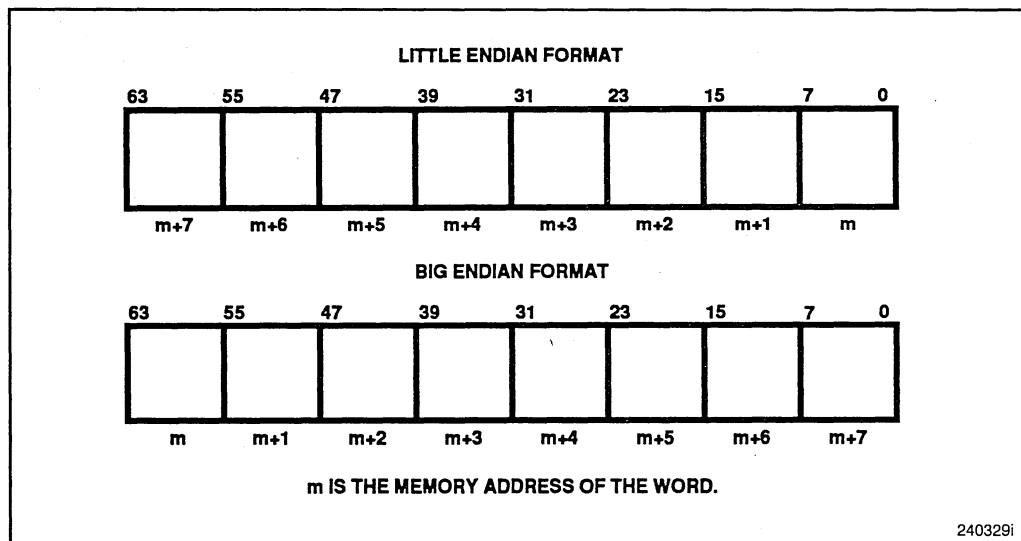 LITTLE ENDIAN FORMAT
63 55 47 39 31 23 15 7 0
m+7 m+6 m+5 m+4 m+3 m+2 m+1 m
BIG ENDIAN FORMAT
63 55 47 39 31 23 15 7 0
m m+1 m+2 m+3 m+4 m+5 m+6 m+7
m IS THE MEMORY ADDRESS OF THE WORD.
240329i